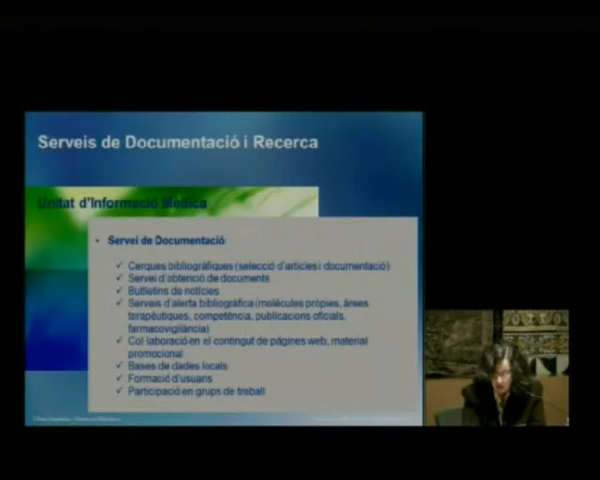 Serveis de Documentació i Recerca
Unitat d'Informació Mèdica
• Servei de Documentació
✓ Cerques bibliogràfiques (selecció d'articles i documentació)
✓ Servei d'obtenció de documents
✓ Butlletins de notícies
✓ Serveis d'alerta bibliogràfica (molècules pròpies, àrees
terapèutiques, competència, publicacions oficials,
farmacovigilància)
✓ Col·laboració en el contingut de pàgines web, material
promocional
✓ Bases de dades locals
✓ Formació d'usuaris
✓ Participació en grups de treball